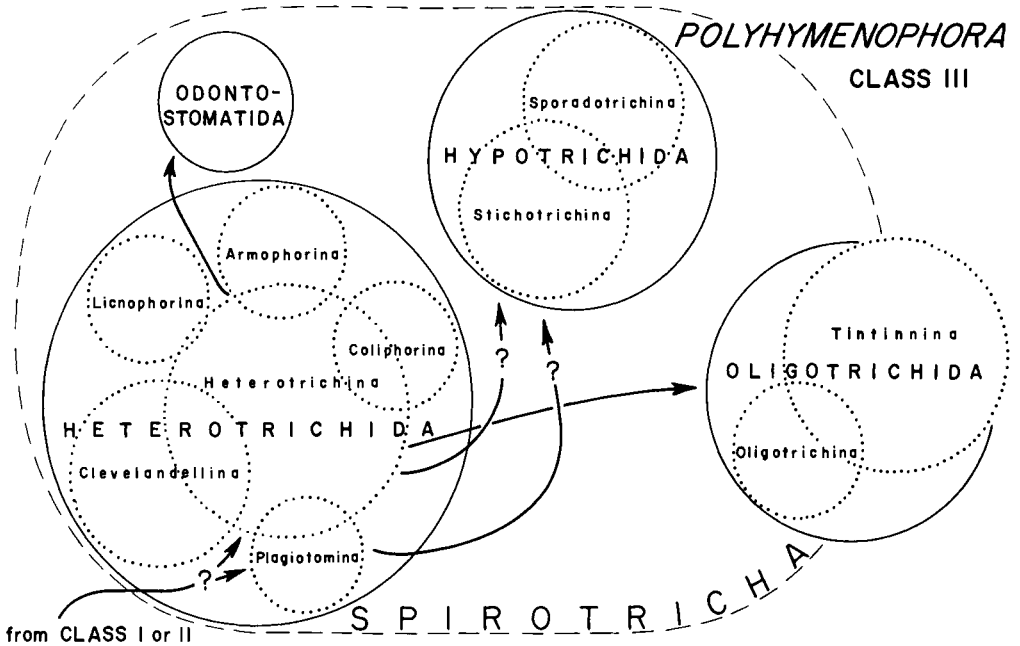 POLYHYMENOPHORA
CLASS III
ODONTO-
STOMATIDA
Sporadotrichina
HYPOTRICHIDA
Stichotrichina
Armophorina
Licnophorina
Coliphorina
Heterotrichina
HETEROTRICHIDA
Clevelandellina
Plagiotomina
?
?
?
Tintinnina
OLIGOTRICHIDA
Oligotrichina
from CLASS I or II
SPIROTRICHA